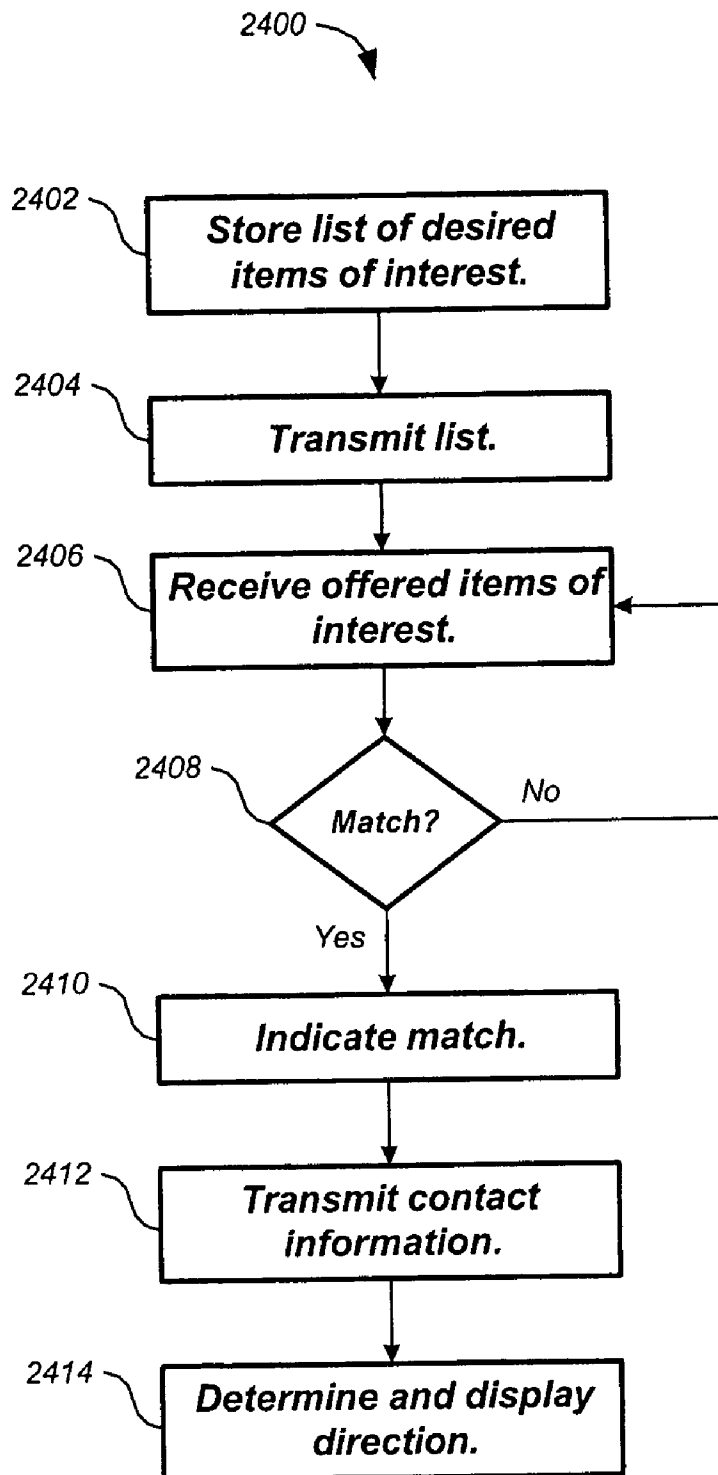 2400
2402
Store list of desired
items of interest.
2404
Transmit list.
2406
Receive offered items of
interest.
2408
Match?
No
Yes
2410
Indicate match.
2412
Transmit contact
information.
2414
Determine and display
direction.